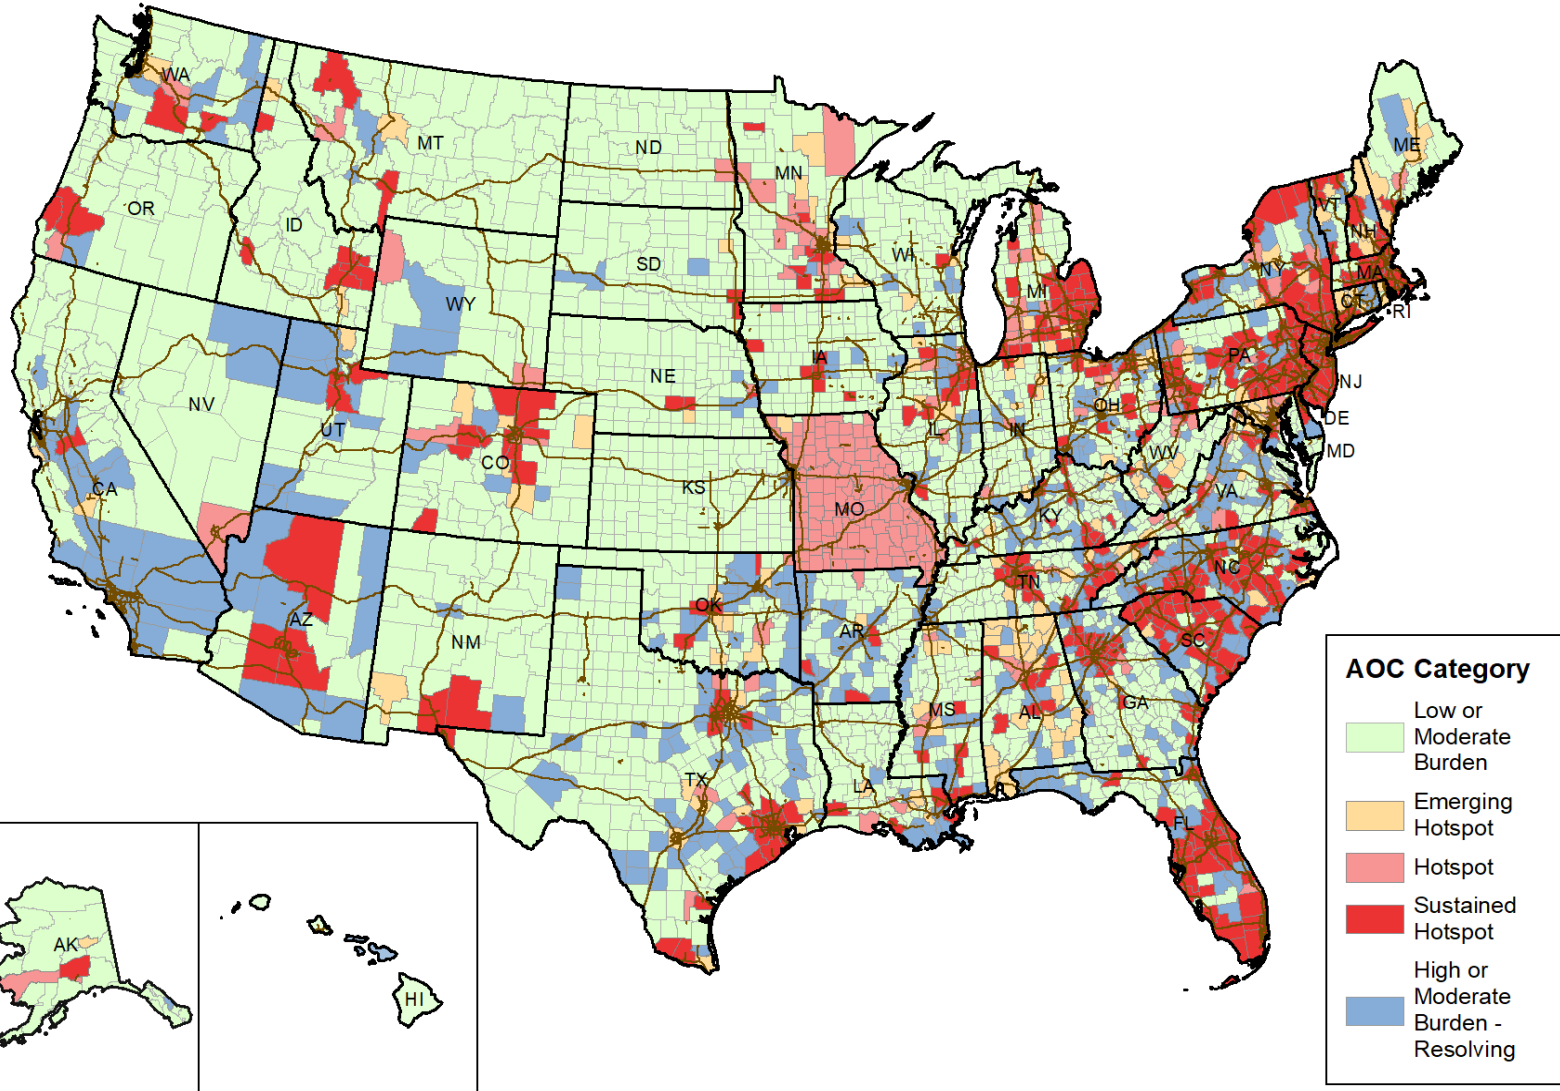 WA
MT
ND
MN
ME
OR
ID
VT
NH
WI
SD
NY
MA
WY
MI
CT
RI
IA
PA
NE
NJ
NV
OH
DE
UT
IL
IN
MD
WV
CO
CA
KS
VA
MO
KY
NC
TN
OK
AZ
AR
NM
SC
MS
AL
GA
TX
LA
FL
AK
HI
AOC Category
Low or
Moderate
Burden
Emerging
Hotspot
Hotspot
Sustained
Hotspot
High or
Moderate
Burden -
Resolving